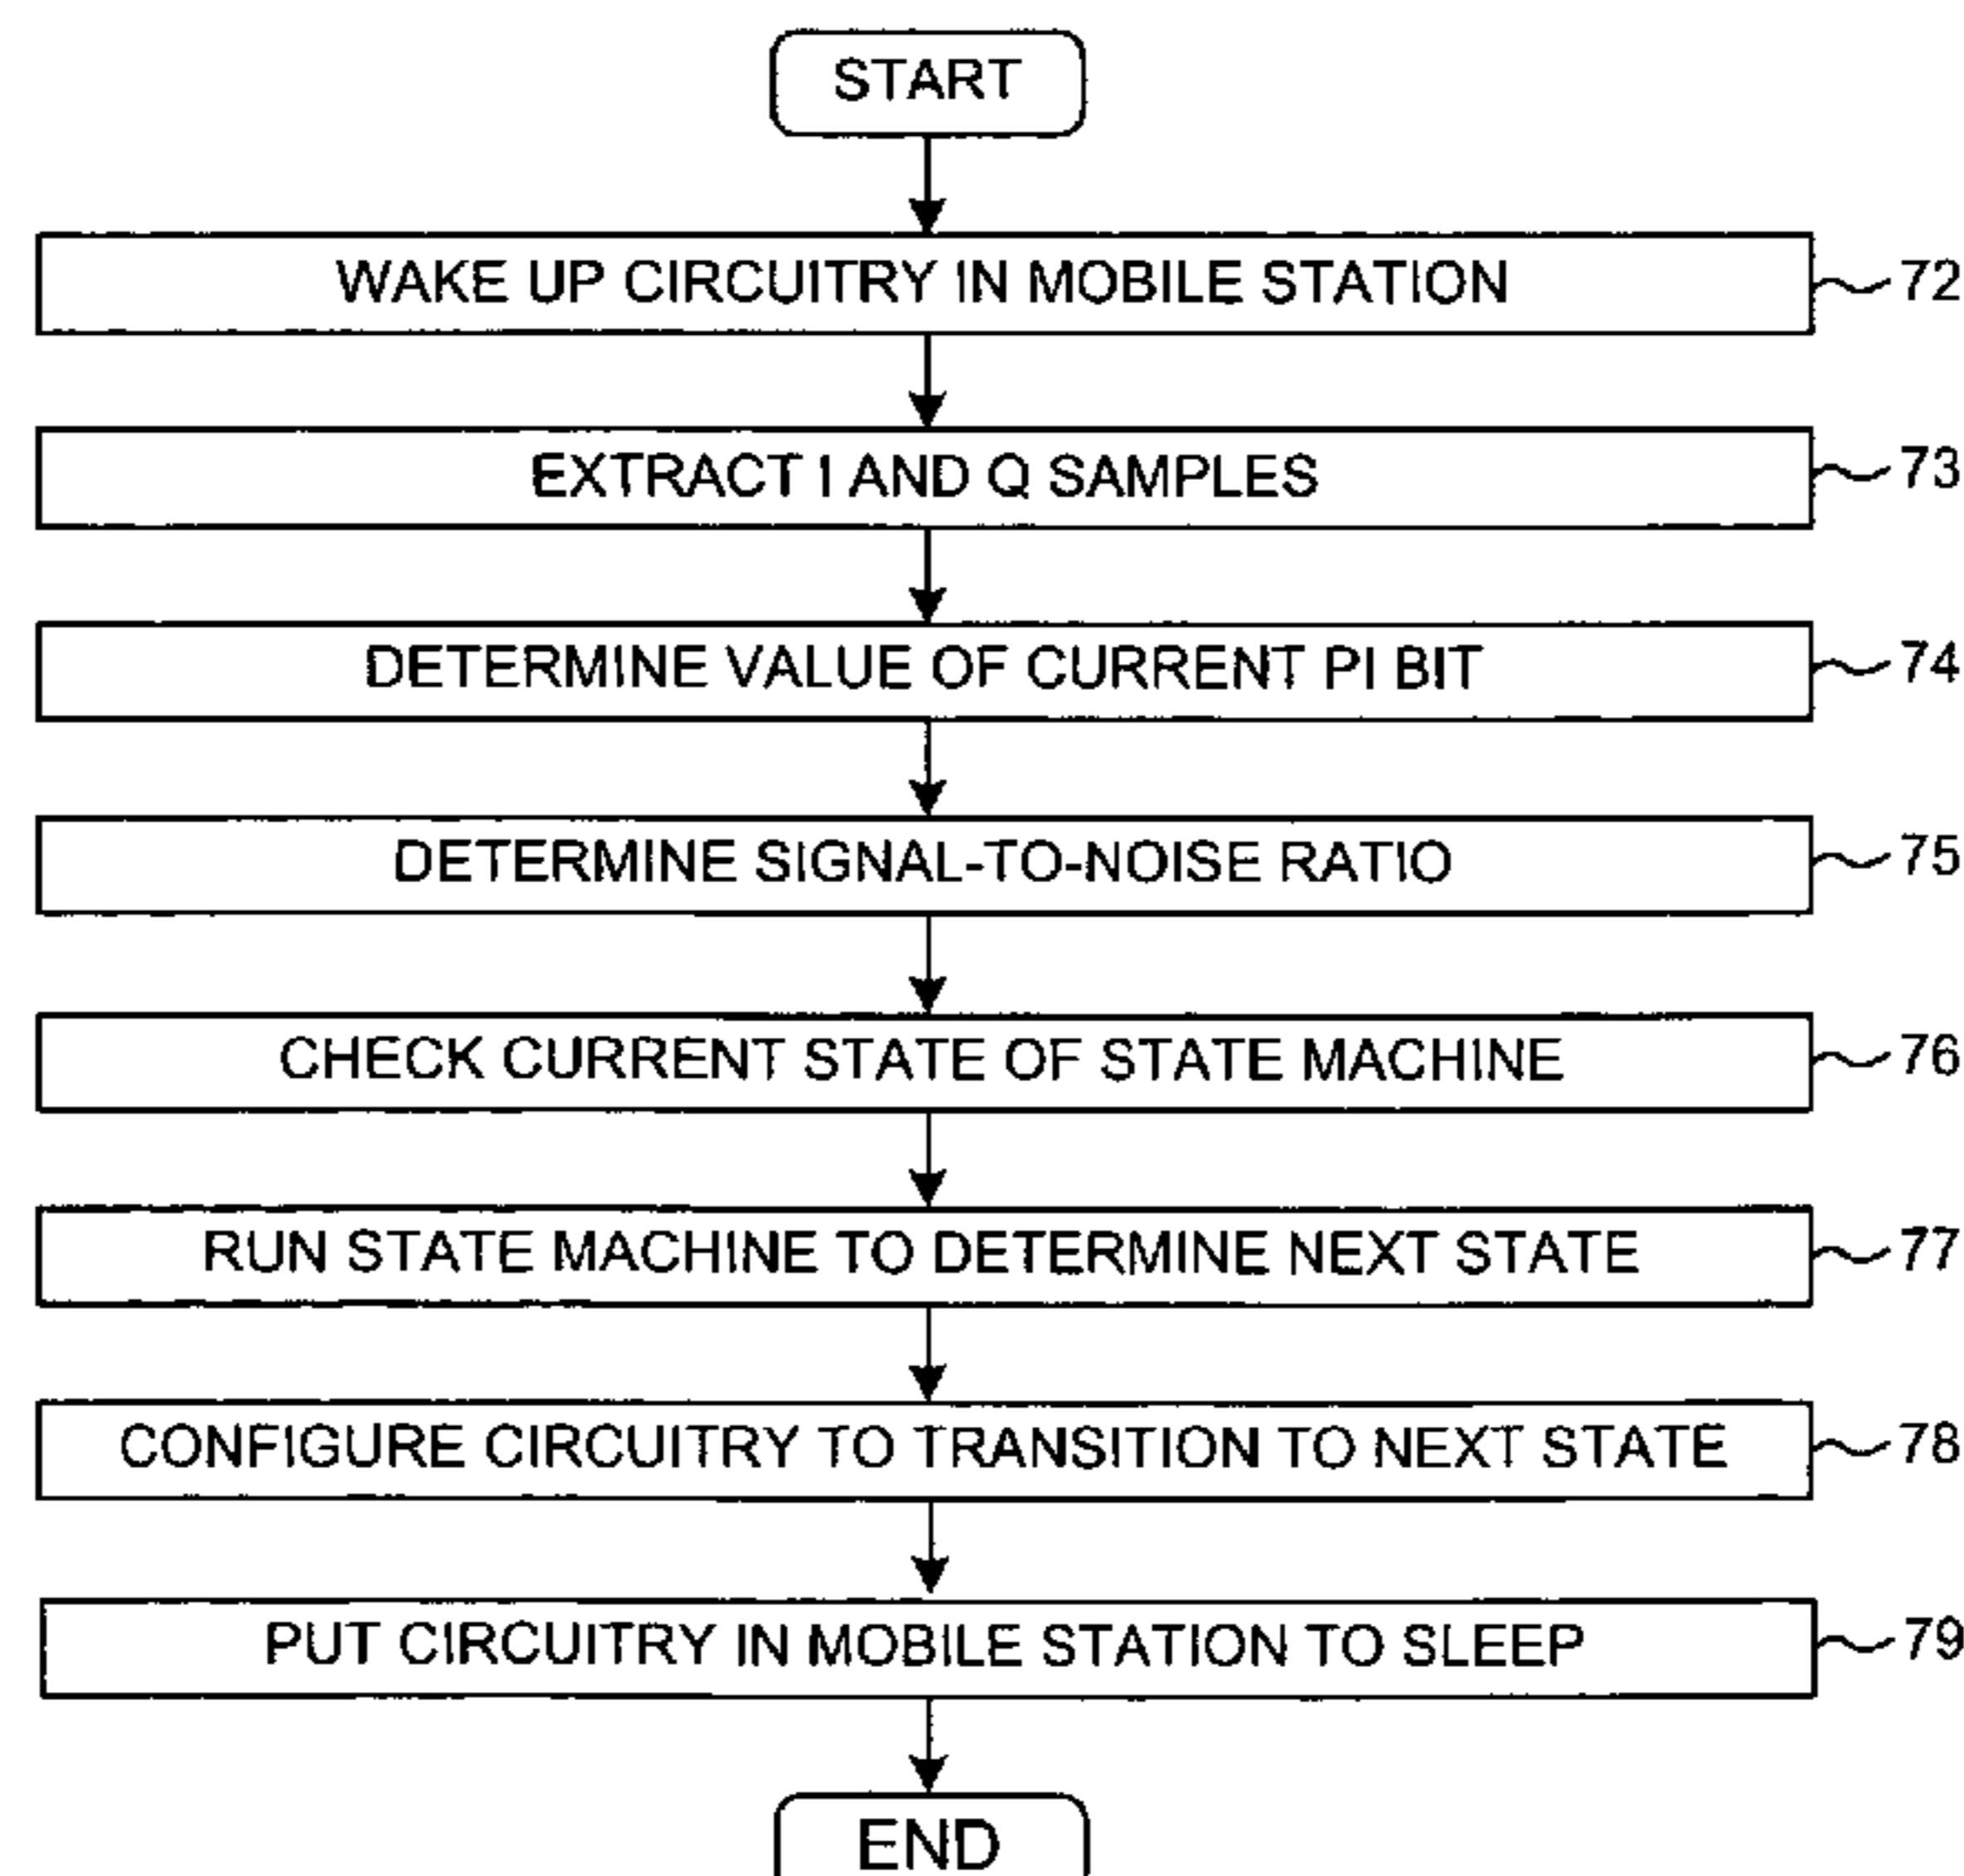 START
WAKE UP CIRCUITRY IN MOBILE STATION 72
EXTRACT I AND Q SAMPLES 73
DETERMINE VALUE OF CURRENT PI BIT 74
DETERMINE SIGNAL-TO-NOISE RATIO 75
CHECK CURRENT STATE OF STATE MACHINE 76
RUN STATE MACHINE TO DETERMINE NEXT STATE 77
CONFIGURE CIRCUITRY TO TRANSITION TO NEXT STATE 78
PUT CIRCUITRY IN MOBILE STATION TO SLEEP 79
END